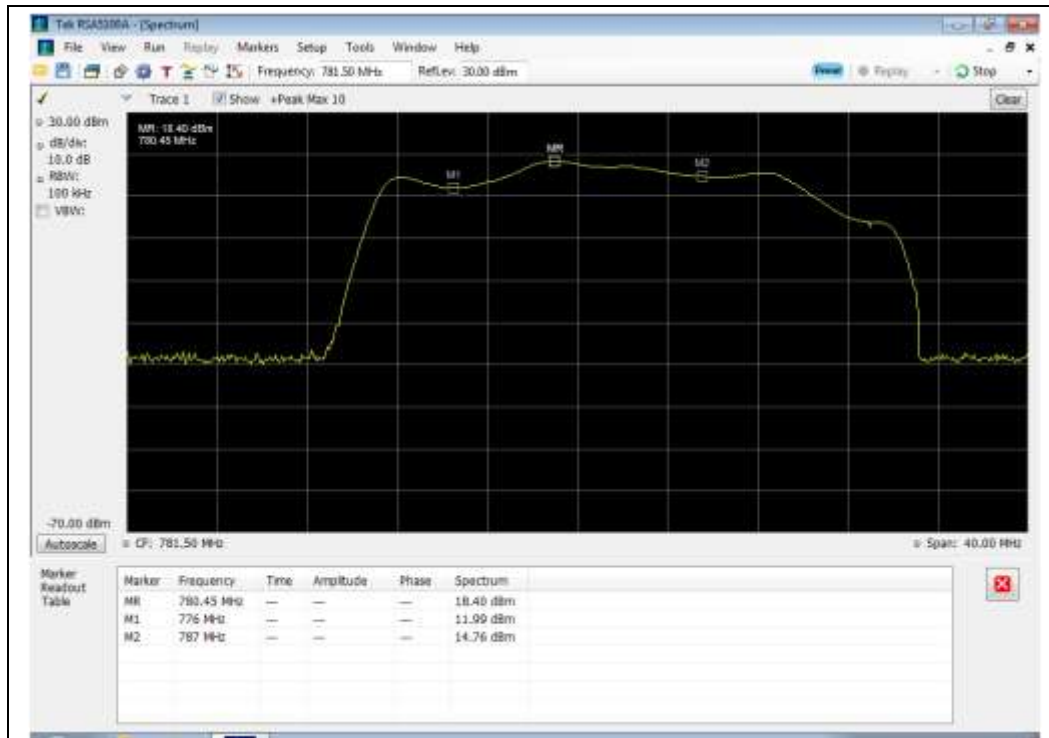 Tek RSA5100A - [Spectrum]
File View Run Replay Markers Setup Tools Window Help
Frequency: 781.50 MHz RefLev: 30.00 dBm Preset Replay Stop
Trace 1 Show +Peak Max 10 Clear
30.00 dBm
dB/div:
10.0 dB
RBW:
100 kHz
VBW:
MR: 18.40 dBm
780.45 MHz
M1
MR
M2
-70.00 dBm
Autoscale CF: 781.50 MHz Span: 40.00 MHz
Marker
Readout
Table
Marker Frequency Time Amplitude Phase Spectrum
MR 780.45 MHz --- --- --- 18.40 dBm
M1 776 MHz --- --- --- 11.99 dBm
M2 787 MHz --- --- --- 14.76 dBm